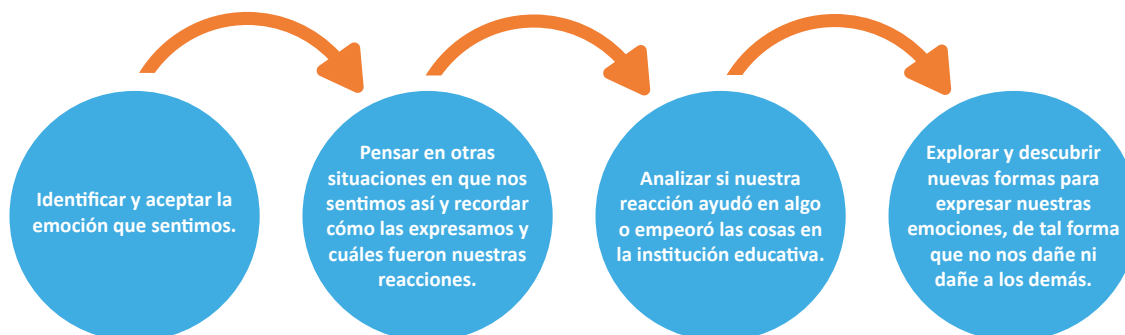 Identificar y aceptar la
emoción que sentimos.
Pensar en otras
situaciones en que nos
sentimos así y recordar
cómo las expresamos y
cuáles fueron nuestras
reacciones.
Analizar si nuestra
reacción ayudó en algo
o empeoró las cosas en
la institución educativa.
Explorar y descubrir
nuevas formas para
expresar nuestras
emociones, de tal forma
que no nos dañe ni
dañe a los demás.